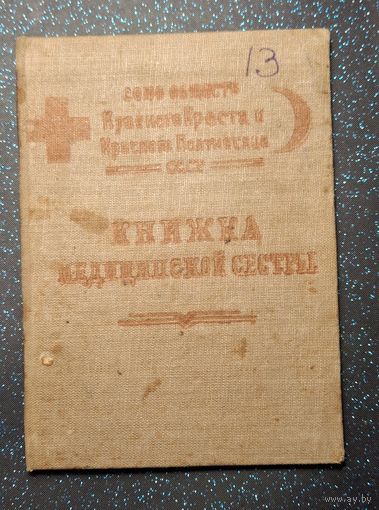 13
СОЮЗ ОБЩЕСТВ
Красного Креста и
Красного Полумесяца
СССР
КНИЖКА
МЕДИЦИНСКОЙ СЕСТРЫ
www.ay.by